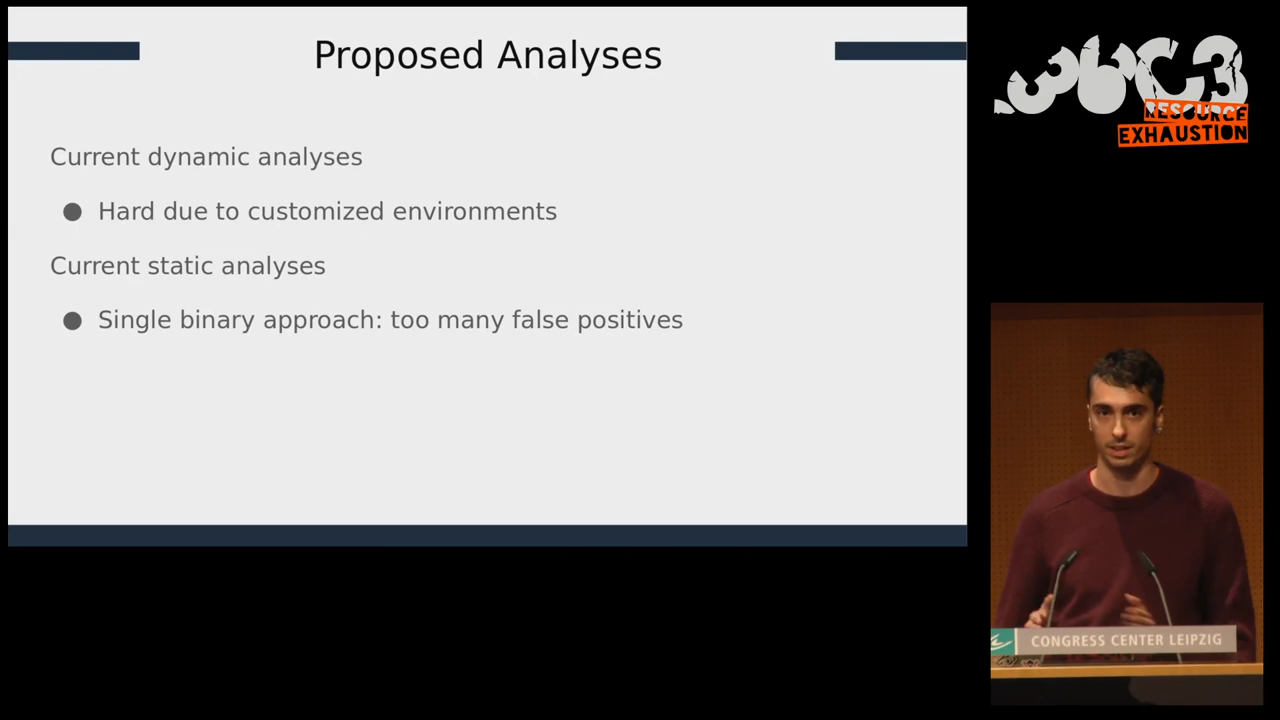 Proposed Analyses
Current dynamic analyses
● Hard due to customized environments
Current static analyses
● Single binary approach: too many false positives
36C3
RESOURCE
EXHAUSTION
CONGRESS CENTER LEIPZIG